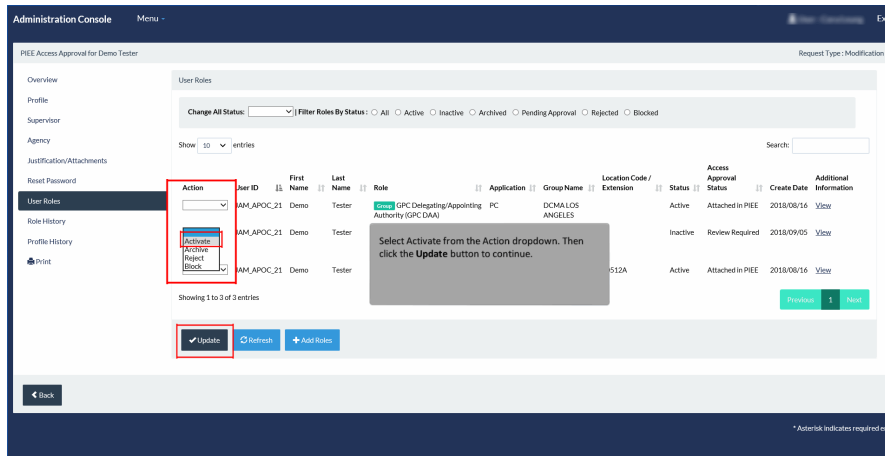 Administration Console Menu
PIEE Access Approval for Demo Tester Request Type : Modification
Overview
Profile
Supervisor
Agency
Justification/Attachments
Reset Password
User Roles
Role History
Profile History
Print
User Roles
Change All Status: | Filter Roles By Status : All Active Inactive Archived Pending Approval Rejected Blocked
Show 10 entries Search:
Action User ID First Name Last Name Role Application Group Name Location Code / Extension Status Access Approval Status Create Date Additional Information
JAM_APOC_21 Demo Tester Group GPC Delegating/Appointing Authority (GPC DAA) PC DCMA LOS ANGELES Active Attached in PIEE 2018/08/16 View
JAM_APOC_21 Demo Tester Inactive Review Required 2018/09/05 View
Activate
Archive
Reject
Block
Select Activate from the Action dropdown. Then
click the Update button to continue.
JAM_APOC_21 Demo Tester 0512A Active Attached in PIEE 2018/08/16 View
Showing 1 to 3 of 3 entries Previous 1 Next
Update Refresh Add Roles
Back
* Asterisk indicates required